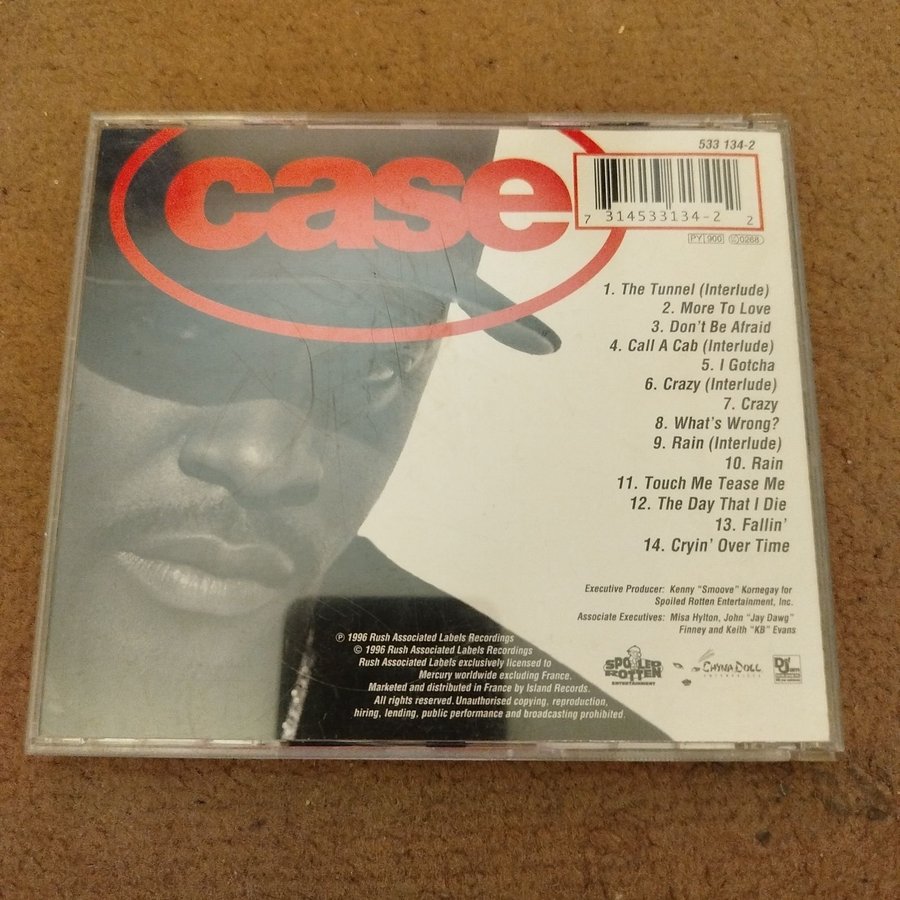 case
533 134-2
7 314533134-2 2
PY 900
0268
1. The Tunnel (Interlude)
2. More To Love
3. Don't Be Afraid
4. Call A Cab (Interlude)
5. I Gotcha
6. Crazy (Interlude)
7. Crazy
8. What's Wrong?
9. Rain (Interlude)
10. Rain
11. Touch Me Tease Me
12. The Day That I Die
13. Fallin'
14. Cryin' Over Time
Executive Producer: Kenny "Smoove" Kornegay for
Spoiled Rotten Entertainment, Inc.
Associate Executives: Misa Hylton, John "Jay Dawg"
Finney and Keith "KB" Evans
℗ 1996 Rush Associated Labels Recordings
© 1996 Rush Associated Labels Recordings
Rush Associated Labels exclusively licensed to
Mercury worldwide excluding France.
Marketed and distributed in France by Island Records.
All rights reserved. Unauthorised copying, reproduction,
hiring, lending, public performance and broadcasting prohibited.
SPOILED
ROTTEN
ENTERTAINMENT
CHYNA DOLL
Def